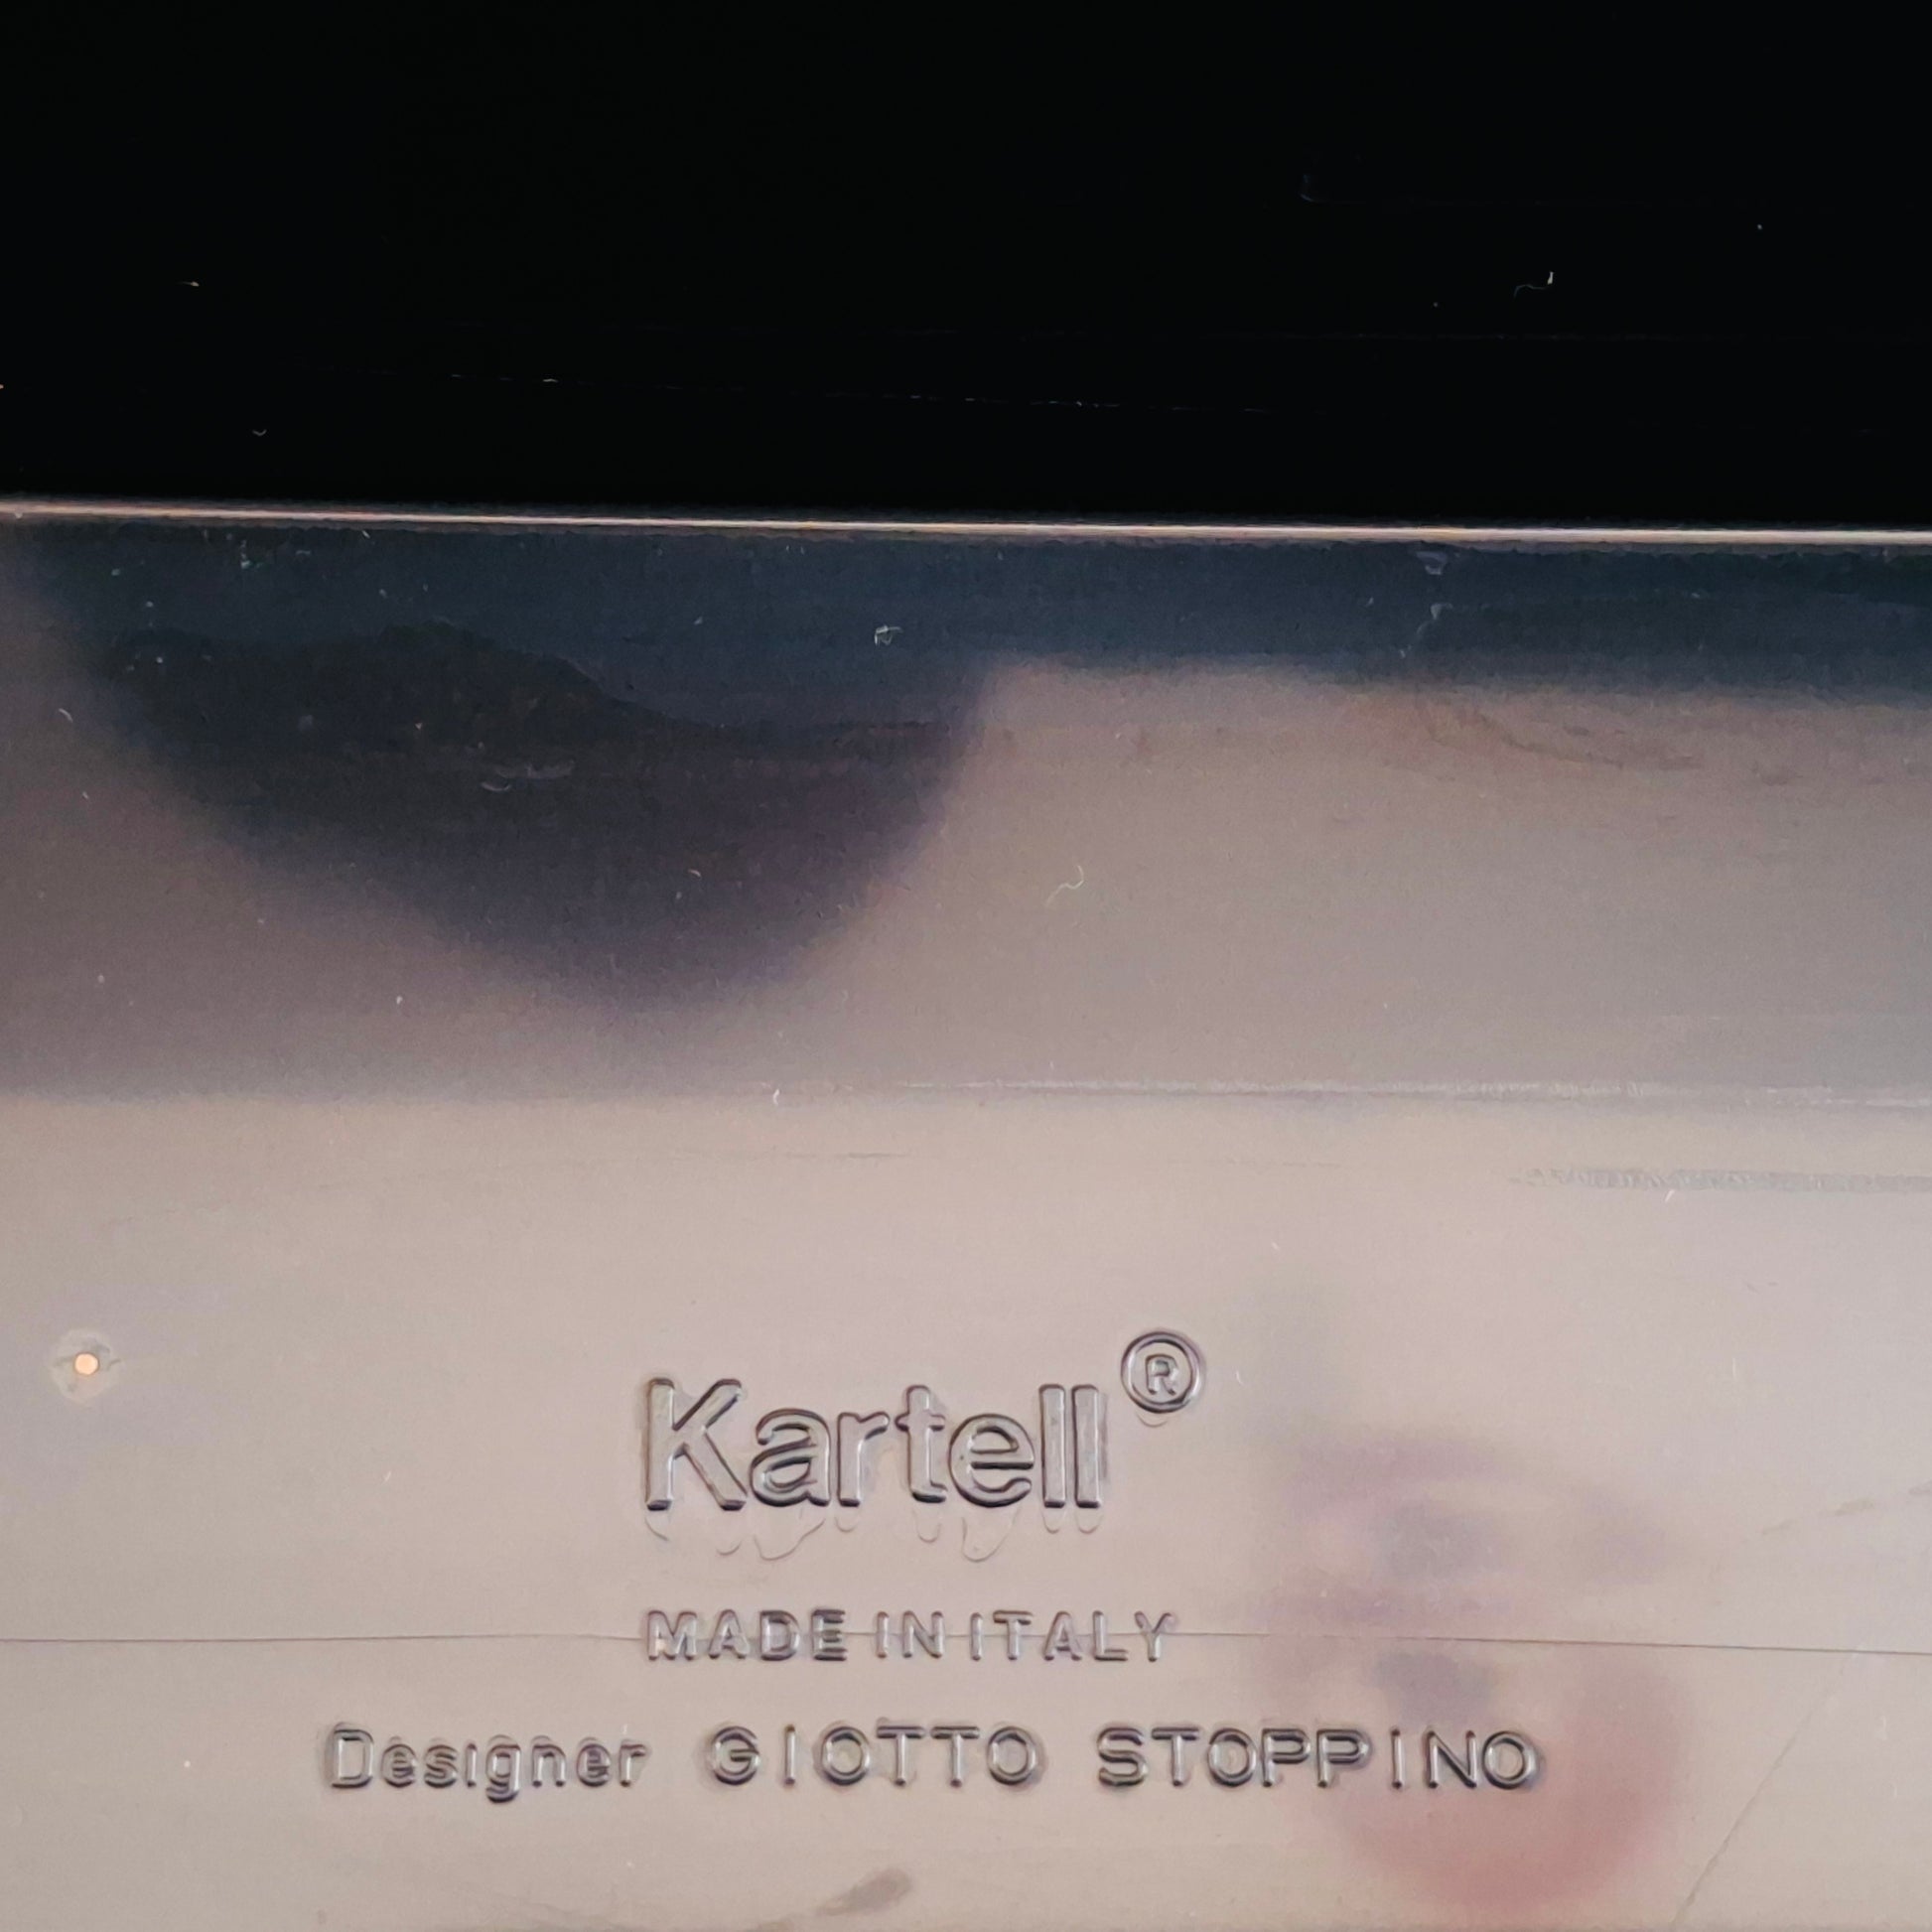 Kartell®
MADE IN ITALY
Designer GIOTTO STOPPINO